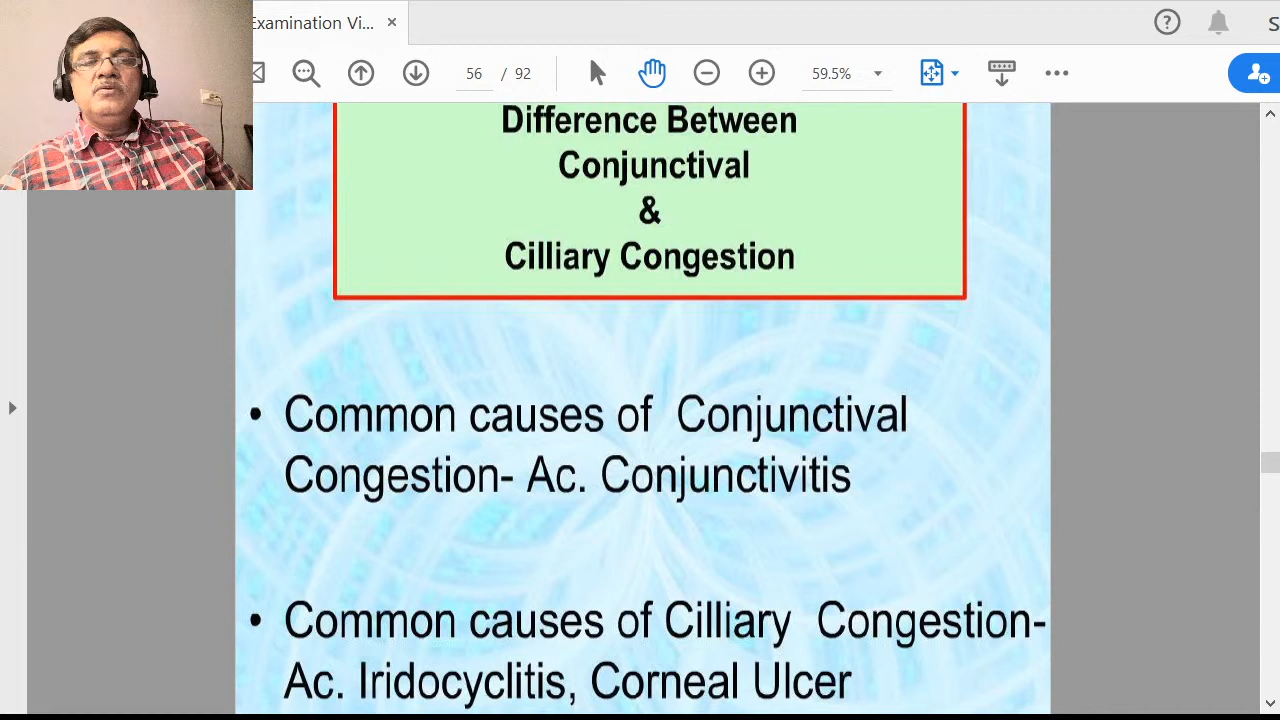 Examination Vi...
56 / 92
59.5%
Difference Between
Conjunctival
&
Cilliary Congestion
• Common causes of Conjunctival
Congestion- Ac. Conjunctivitis
• Common causes of Cilliary Congestion-
Ac. Iridocyclitis, Corneal Ulcer